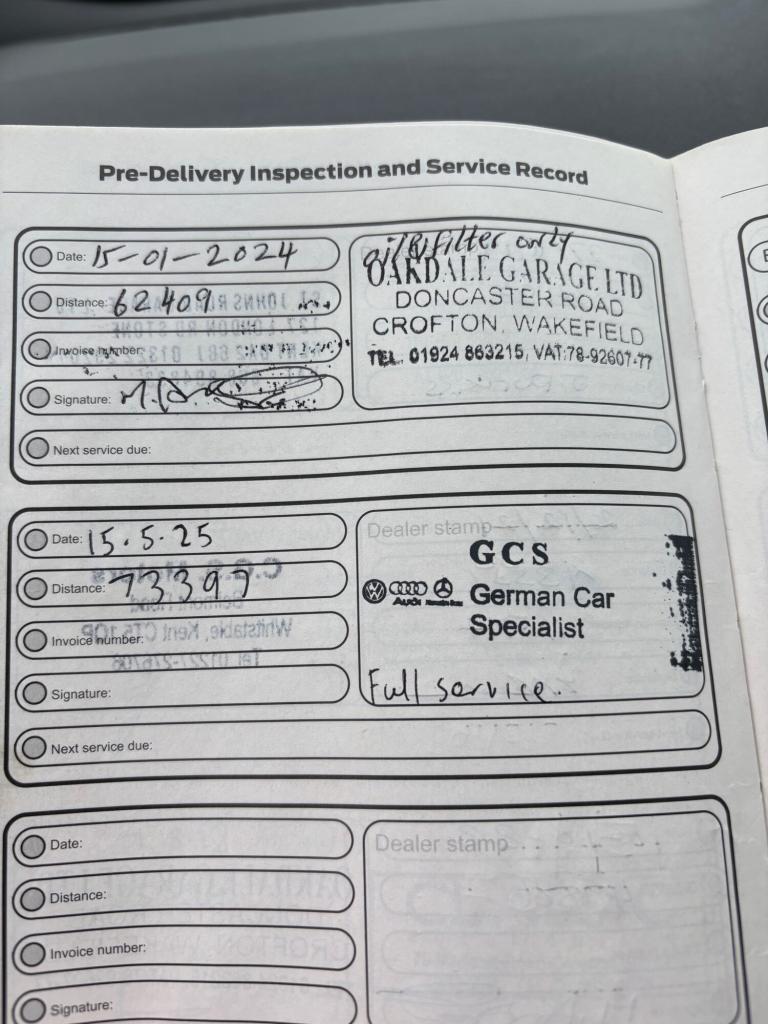 Pre-Delivery Inspection and Service Record
Date: 15-01-2024
Distance: 62409
Invoice number:
Signature:
Next service due:
oil & filter only
OAKDALE GARAGE LTD
DONCASTER ROAD
CROFTON, WAKEFIELD
TEL. 01924 863215, VAT:78-92607-77
Date: 15.5.25
Distance: 73399
Invoice number:
Signature:
Next service due:
Dealer stamp
GCS
Audi
German Car
Specialist
Full service.
Date:
Distance:
Invoice number:
Signature:
Dealer stamp